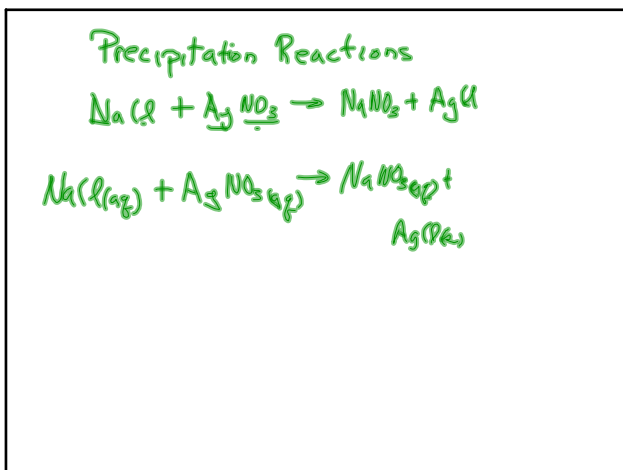 Precipitation Reactions
NaCl + AgNO3 → NaNO3 + AgCl
NaCl(aq) + AgNO3(aq) → NaNO3(aq) +
AgCl(s)